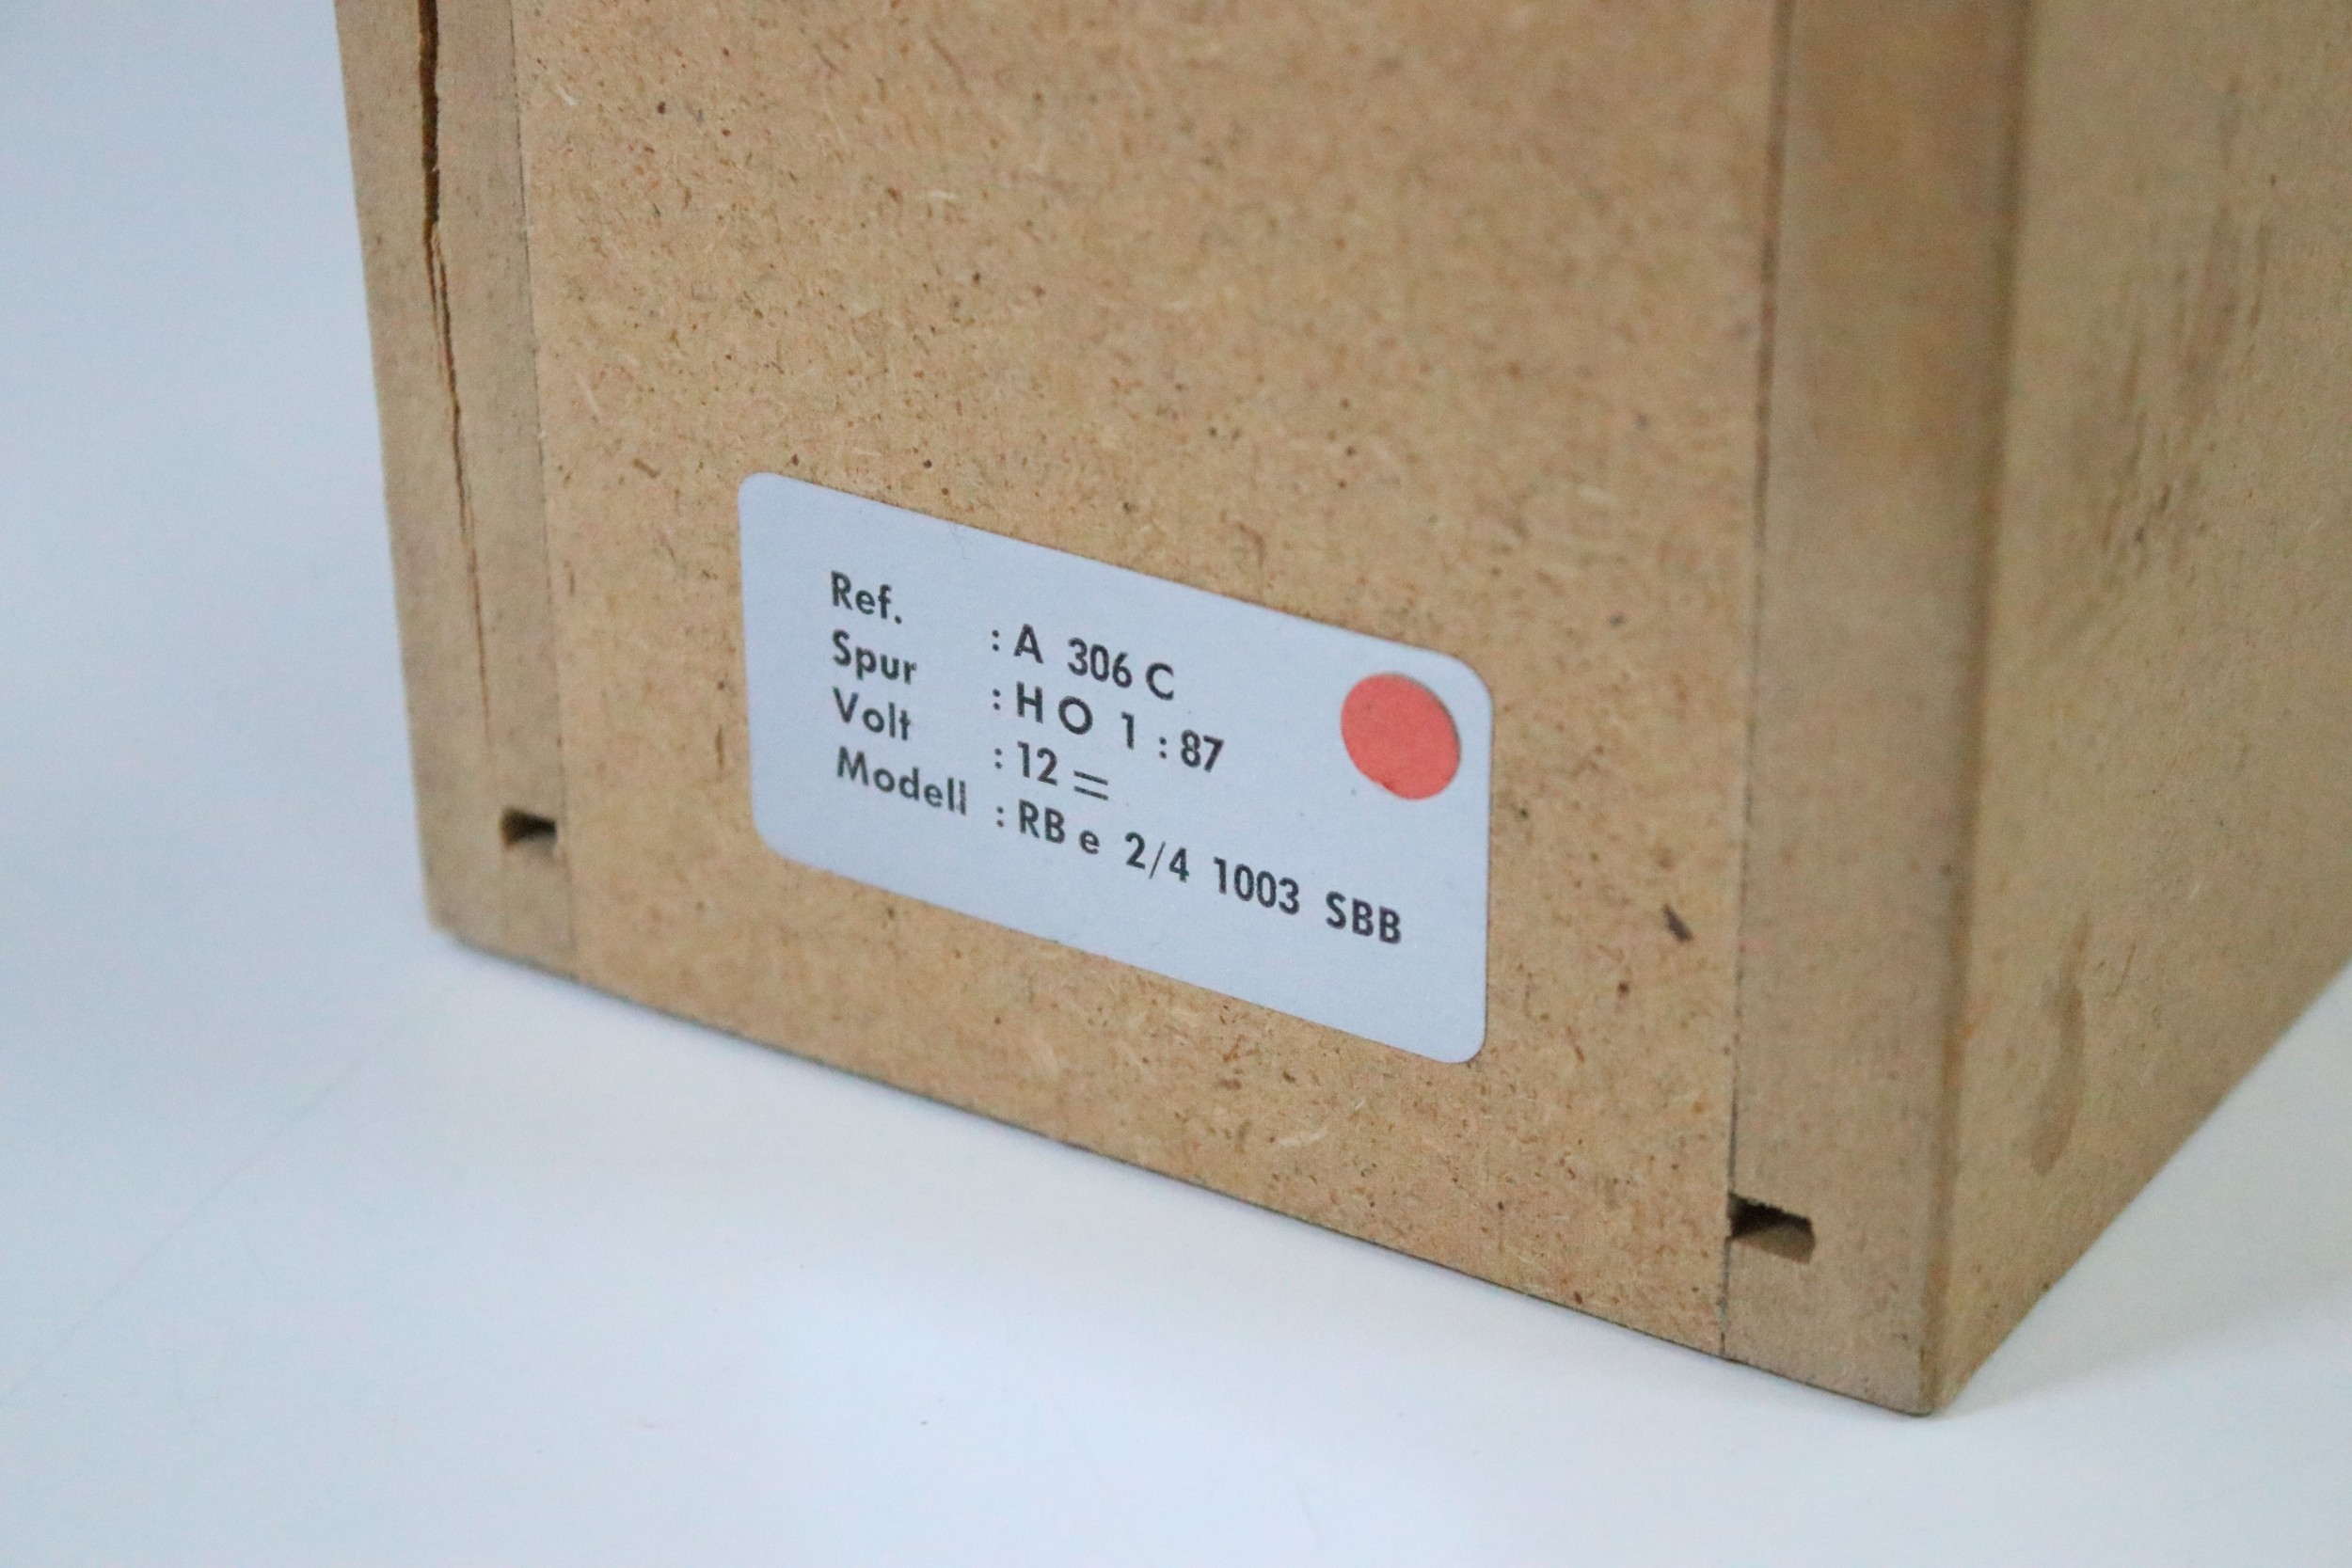 Ref. : A 306 C
Spur : H O 1 : 87
Volt : 12 =
Modell : RB e 2/4 1003 SBB